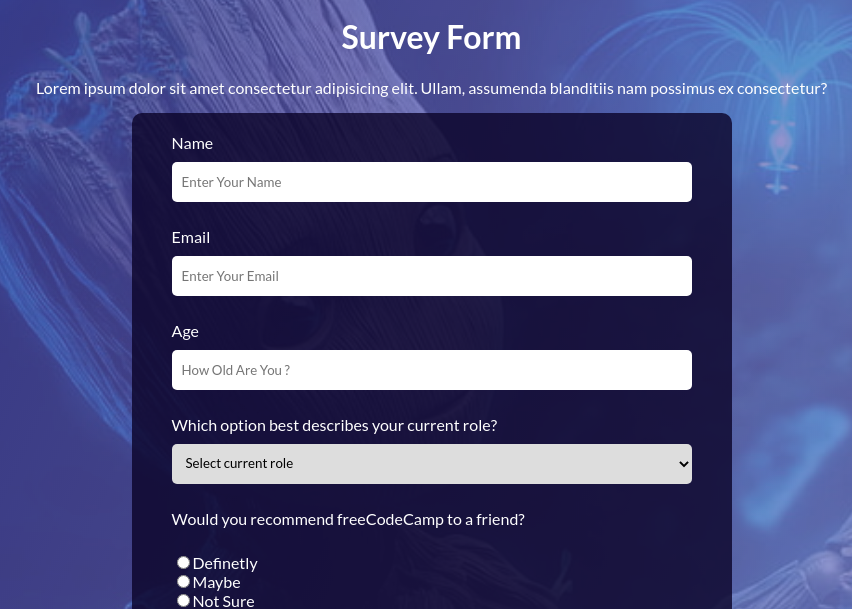 Survey Form
Lorem ipsum dolor sit amet consectetur adipisicing elit. Ullam, assumenda blanditiis nam possimus ex consectetur?
Name
Enter Your Name
Email
Enter Your Email
Age
How Old Are You ?
Which option best describes your current role?
Select current role
Would you recommend freeCodeCamp to a friend?
Definetly
Maybe
Not Sure